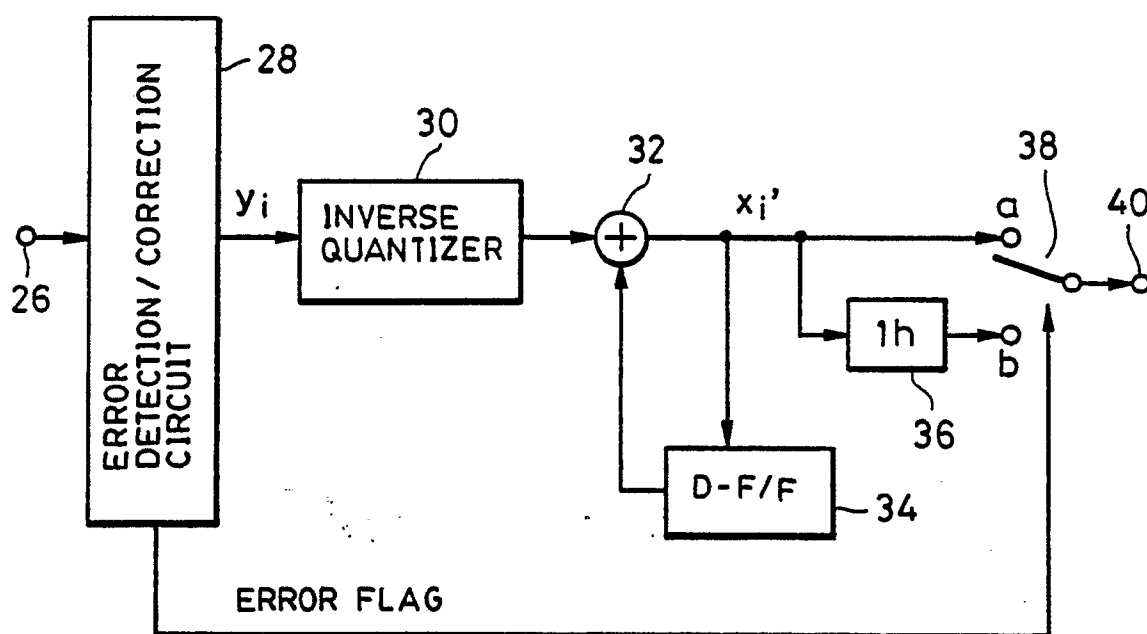 28
30
32
38
40
26
ERROR
DETECTION/CORRECTION
CIRCUIT
yi
INVERSE
QUANTIZER
xi'
a
b
1h
36
D-F/F
34
ERROR FLAG